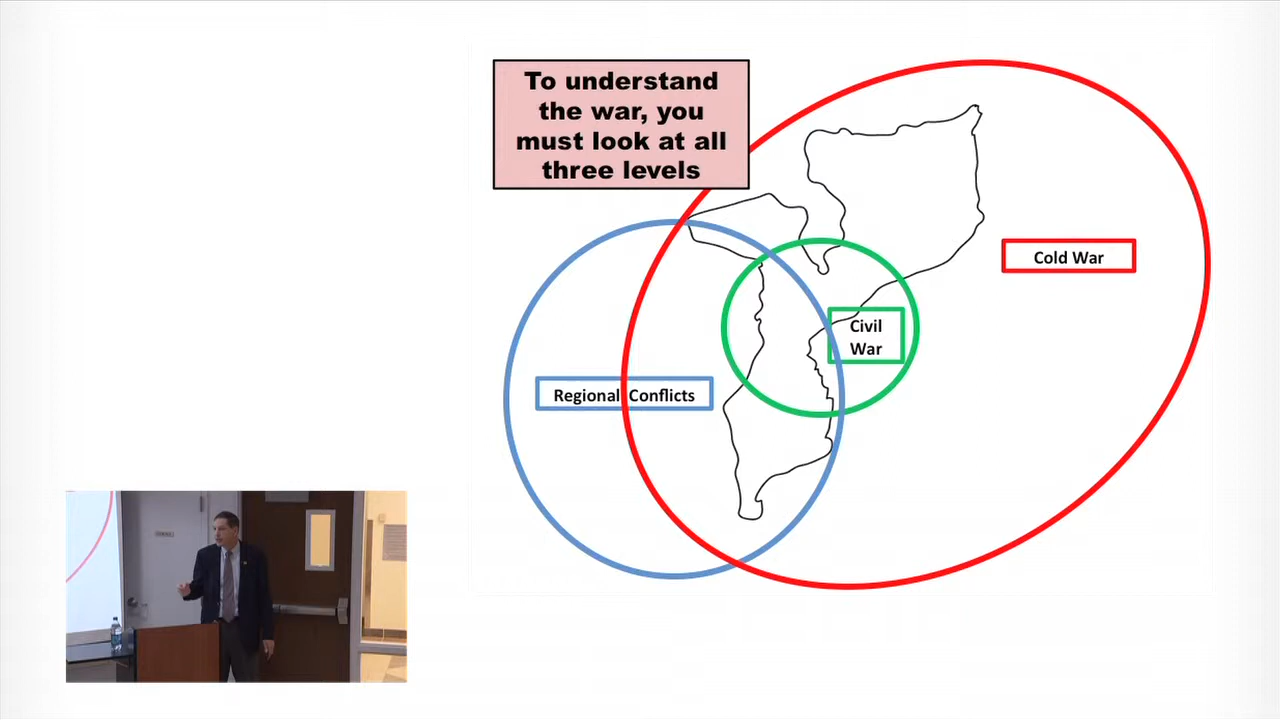 To understand
the war, you
must look at all
three levels
Cold War
Civil
War
Regional Conflicts